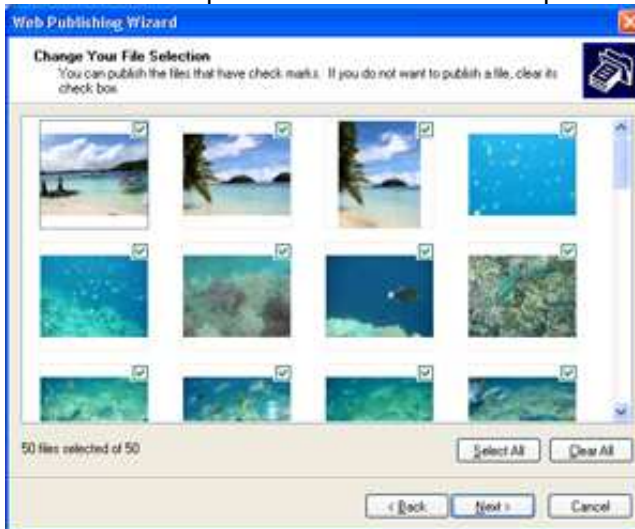 Web Publishing Wizard
Change Your File Selection
You can publish the files that have check marks. If you do not want to publish a file, clear its
check box.
50 files selected of 50
Select All
Clear All
< Back
Next >
Cancel